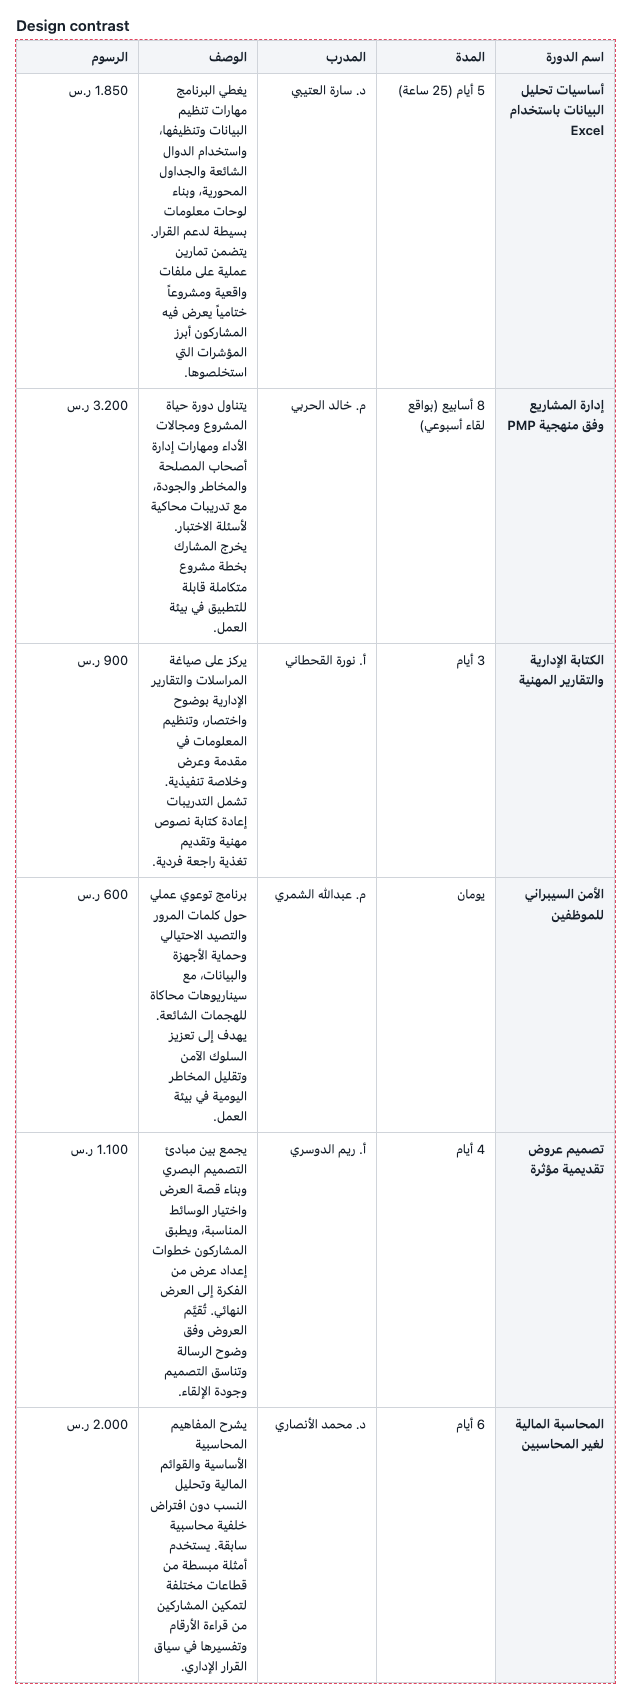 Design contrast
اسم الدورة
المدة
المدرب
الوصف
الرسوم
أساسيات تحليل
البيانات باستخدام
Excel
5 أيام (25 ساعة)
د. سارة العتيبي
يغطي البرنامج
مهارات تنظيم
البيانات وتنظيفها،
واستخدام الدوال
الشائعة والجداول
المحورية، وبناء
لوحات معلومات
بسيطة لدعم القرار.
يتضمن تمارين
عملية على ملفات
واقعية ومشروعاً
ختامياً يعرض فيه
المشاركون أبرز
المؤشرات التي
استخلصوها.
1.850 ر.س
إدارة المشاريع
وفق منهجية PMP
8 أسابيع (بواقع
لقاء أسبوعي)
م. خالد الحربي
يتناول دورة حياة
المشروع ومجالات
الأداء ومهارات إدارة
أصحاب المصلحة
والمخاطر والجودة،
مع تدريبات محاكية
لأسئلة الاختبار.
يخرج المشارك
بخطة مشروع
متكاملة قابلة
للتطبيق في بيئة
العمل.
3.200 ر.س
الكتابة الإدارية
والتقارير المهنية
3 أيام
أ. نورة القحطاني
يركز على صياغة
المراسلات والتقارير
الإدارية بوضوح
واختصار، وتنظيم
المعلومات في
مقدمة وعرض
وخلاصة تنفيذية.
تشمل التدريبات
إعادة كتابة نصوص
مهنية وتقديم
تغذية راجعة فردية.
900 ر.س
الأمن السيبراني
للموظفين
يومان
م. عبدالله الشمري
برنامج توعوي عملي
حول كلمات المرور
والتصيد الاحتيالي
وحماية الأجهزة
والبيانات، مع
سيناريوهات محاكاة
للهجمات الشائعة.
يهدف إلى تعزيز
السلوك الآمن
وتقليل المخاطر
اليومية في بيئة
العمل.
600 ر.س
تصميم عروض
تقديمية مؤثرة
4 أيام
أ. ريم الدوسري
يجمع بين مبادئ
التصميم البصري
وبناء قصة العرض
واختيار الوسائط
المناسبة، ويطبق
المشاركون خطوات
إعداد عرض من
الفكرة إلى العرض
النهائي. تُقيَّم
العروض وفق
وضوح الرسالة
وتناسق التصميم
وجودة الإلقاء.
1.100 ر.س
المحاسبة المالية
لغير المحاسبين
6 أيام
د. محمد الأنصاري
يشرح المفاهيم
المحاسبية
الأساسية والقوائم
المالية وتحليل
النسب دون افتراض
خلفية محاسبية
سابقة. يستخدم
أمثلة مبسطة من
قطاعات مختلفة
لتمكين المشاركين
من قراءة الأرقام
وتفسيرها في سياق
القرار الإداري.
2.000 ر.س